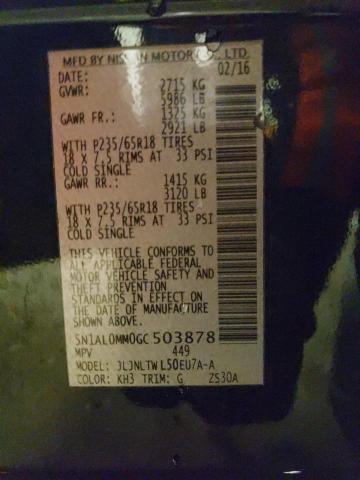 MFD BY NISSAN MOTOR CO., LTD.
DATE: 02/16
GVWR: 2715 KG
5986 LB
GAWR FR.: 1325 KG
2921 LB
WITH P235/65R18 TIRES
18 X 7.5 RIMS AT 33 PSI
COLD SINGLE
GAWR RR.: 1415 KG
3120 LB
WITH P235/65R18 TIRES
18 X 7.5 RIMS AT 33 PSI
COLD SINGLE
THIS VEHICLE CONFORMS TO
ALL APPLICABLE FEDERAL
MOTOR VEHICLE SAFETY AND
THEFT PREVENTION
STANDARDS IN EFFECT ON
THE DATE OF MANUFACTURE
SHOWN ABOVE.
5N1AL0MM0GC503878
MPV 449
MODEL: JLJNLTWL50EU7A-A
COLOR: KH3 TRIM: G ZS30A